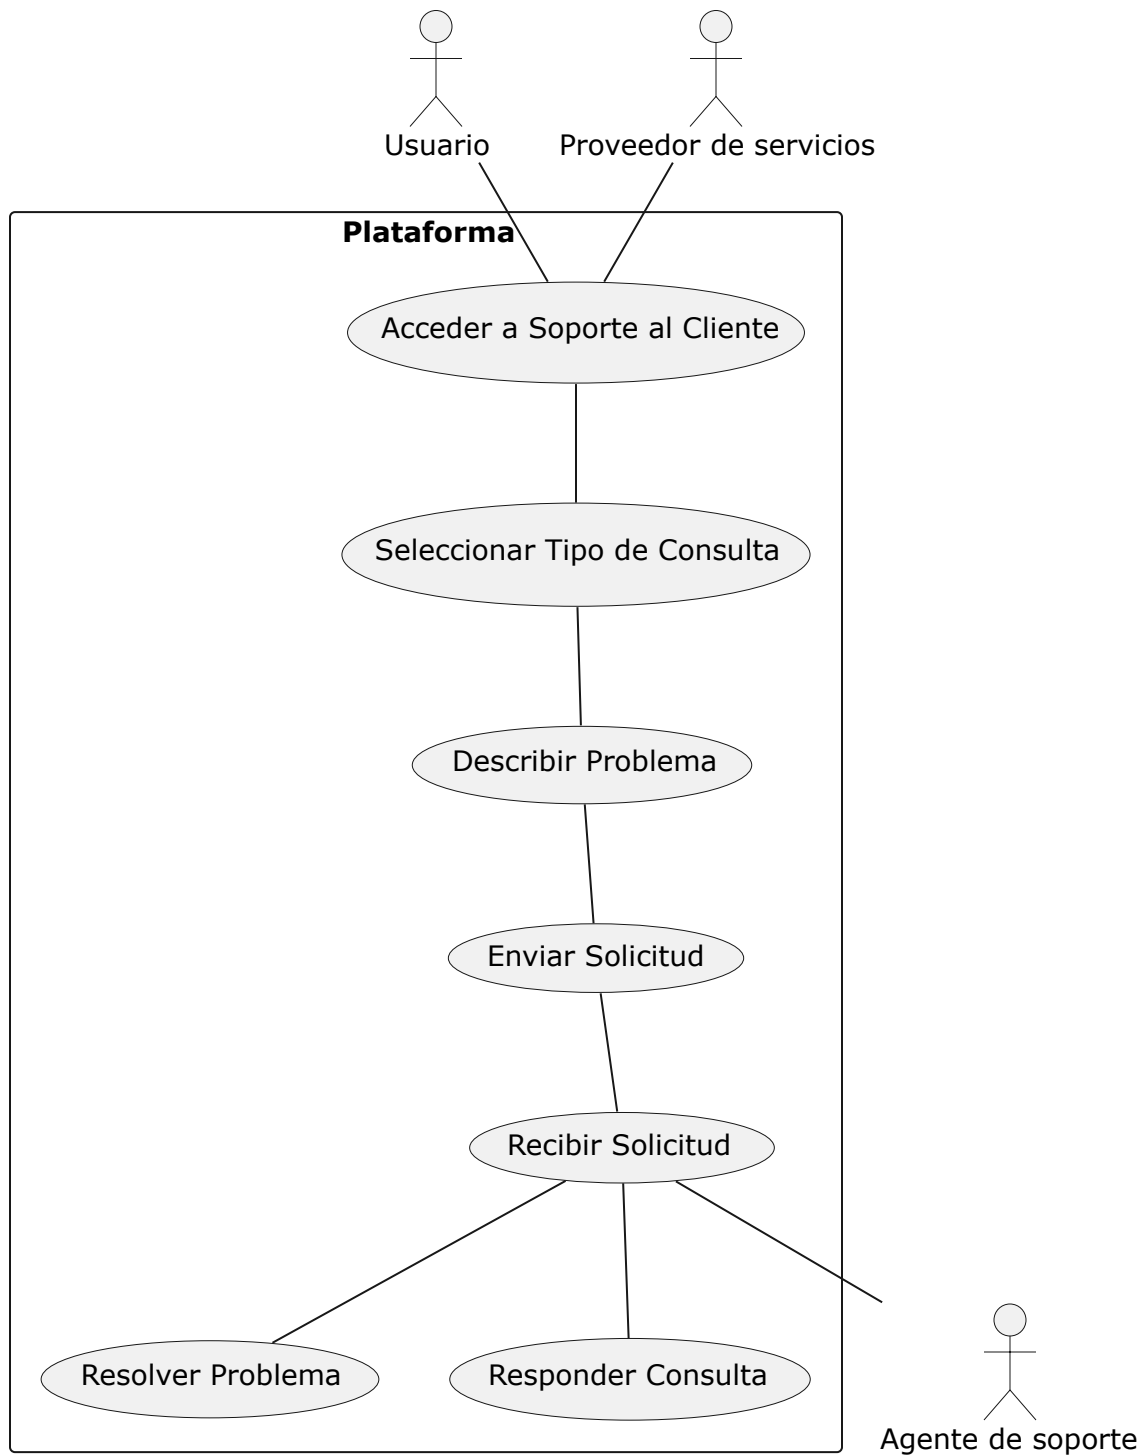 Usuario
Proveedor de servicios
Plataforma
Acceder a Soporte al Cliente
Seleccionar Tipo de Consulta
Describir Problema
Enviar Solicitud
Recibir Solicitud
Resolver Problema
Responder Consulta
Agente de soporte